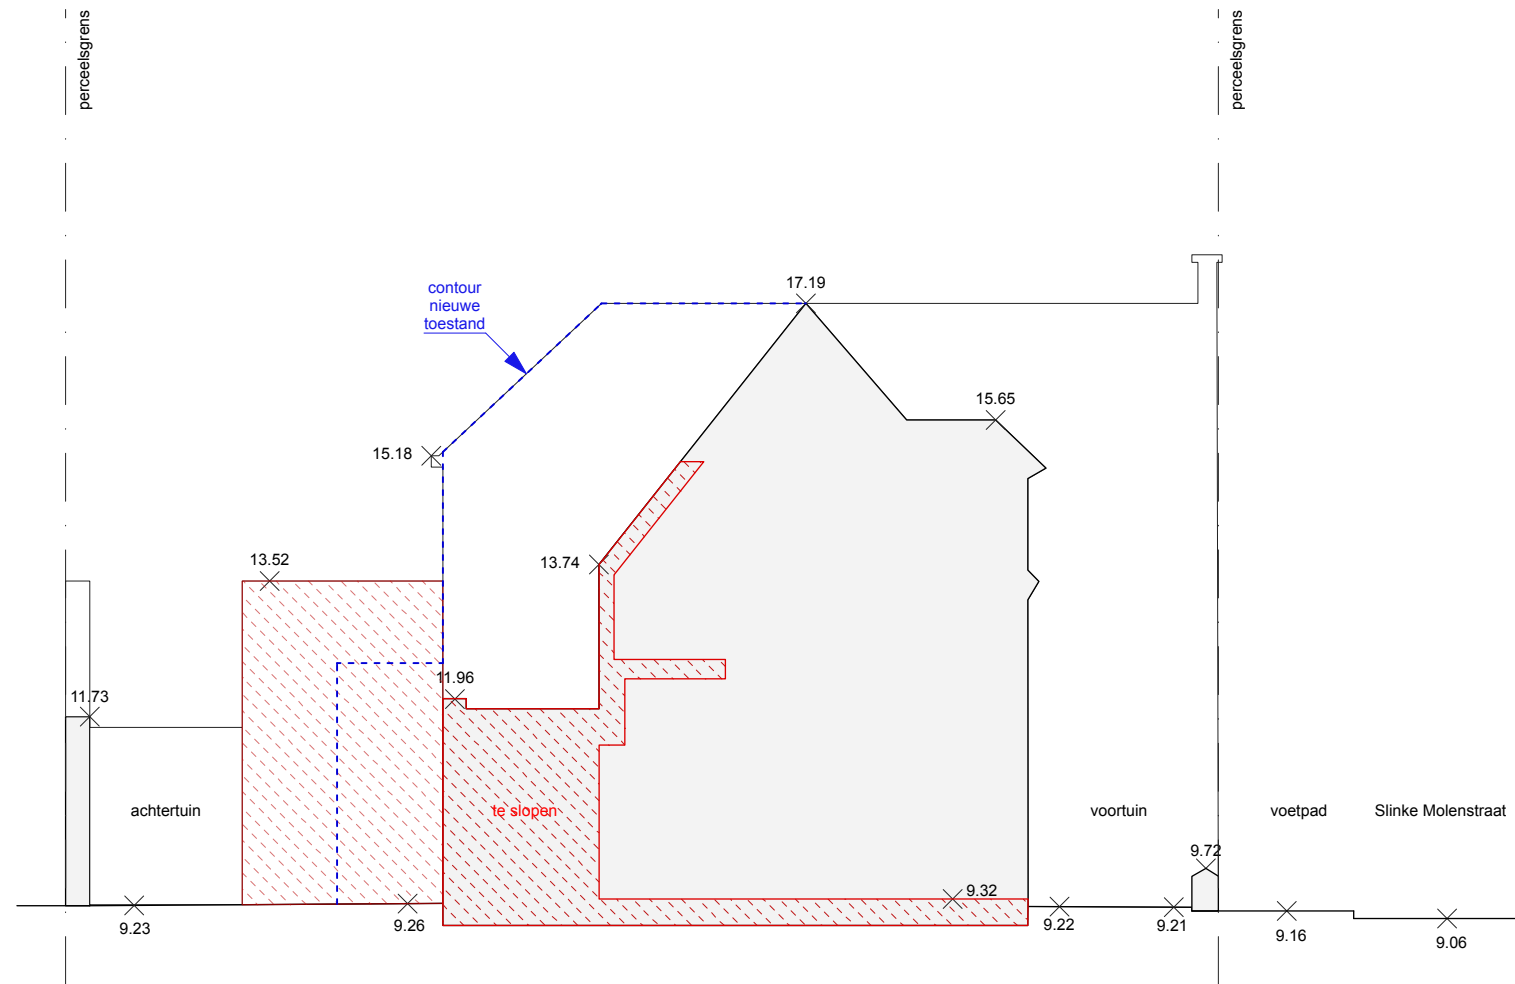 perceelsgrens
perceelsgrens
17.19
contour
nieuwe
toestand
15.65
15.18
13.52
13.74
11.96
11.73
achtertuin
te slopen
voortuin
voetpad
Slinke Molenstraat
9.72
9.32
9.23
9.26
9.22
9.21
9.16
9.06